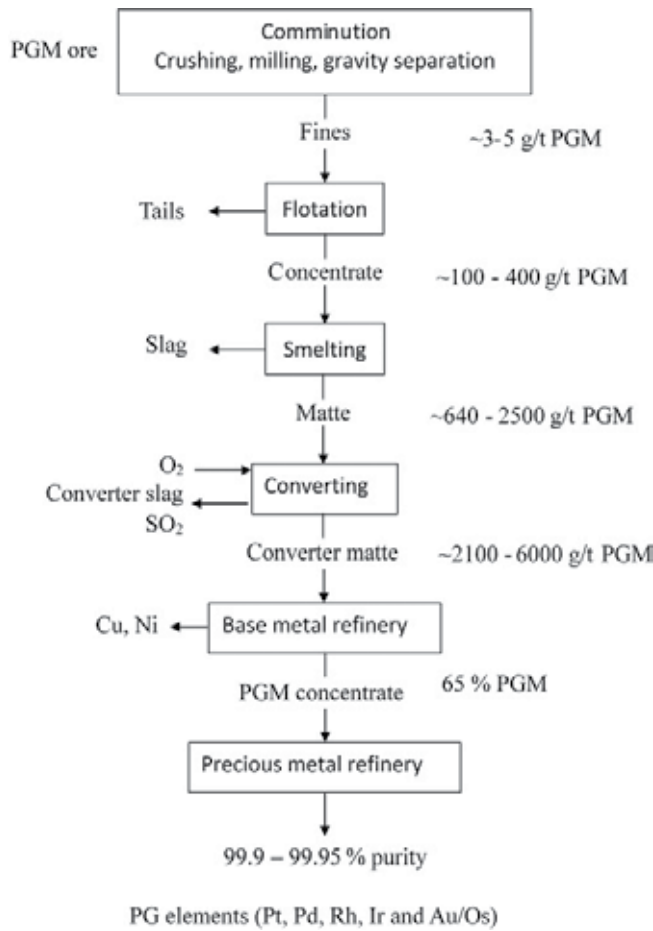 PGM ore
Comminution
Crushing, milling, gravity separation
Fines
~3-5 g/t PGM
Tails
Flotation
Concentrate
~100 - 400 g/t PGM
Slag
Smelting
Matte
~640 - 2500 g/t PGM
O₂
Converter slag
SO₂
Converting
Converter matte
~2100 - 6000 g/t PGM
Cu, Ni
Base metal refinery
PGM concentrate
65 % PGM
Precious metal refinery
99.9 – 99.95 % purity
PG elements (Pt, Pd, Rh, Ir and Au/Os)